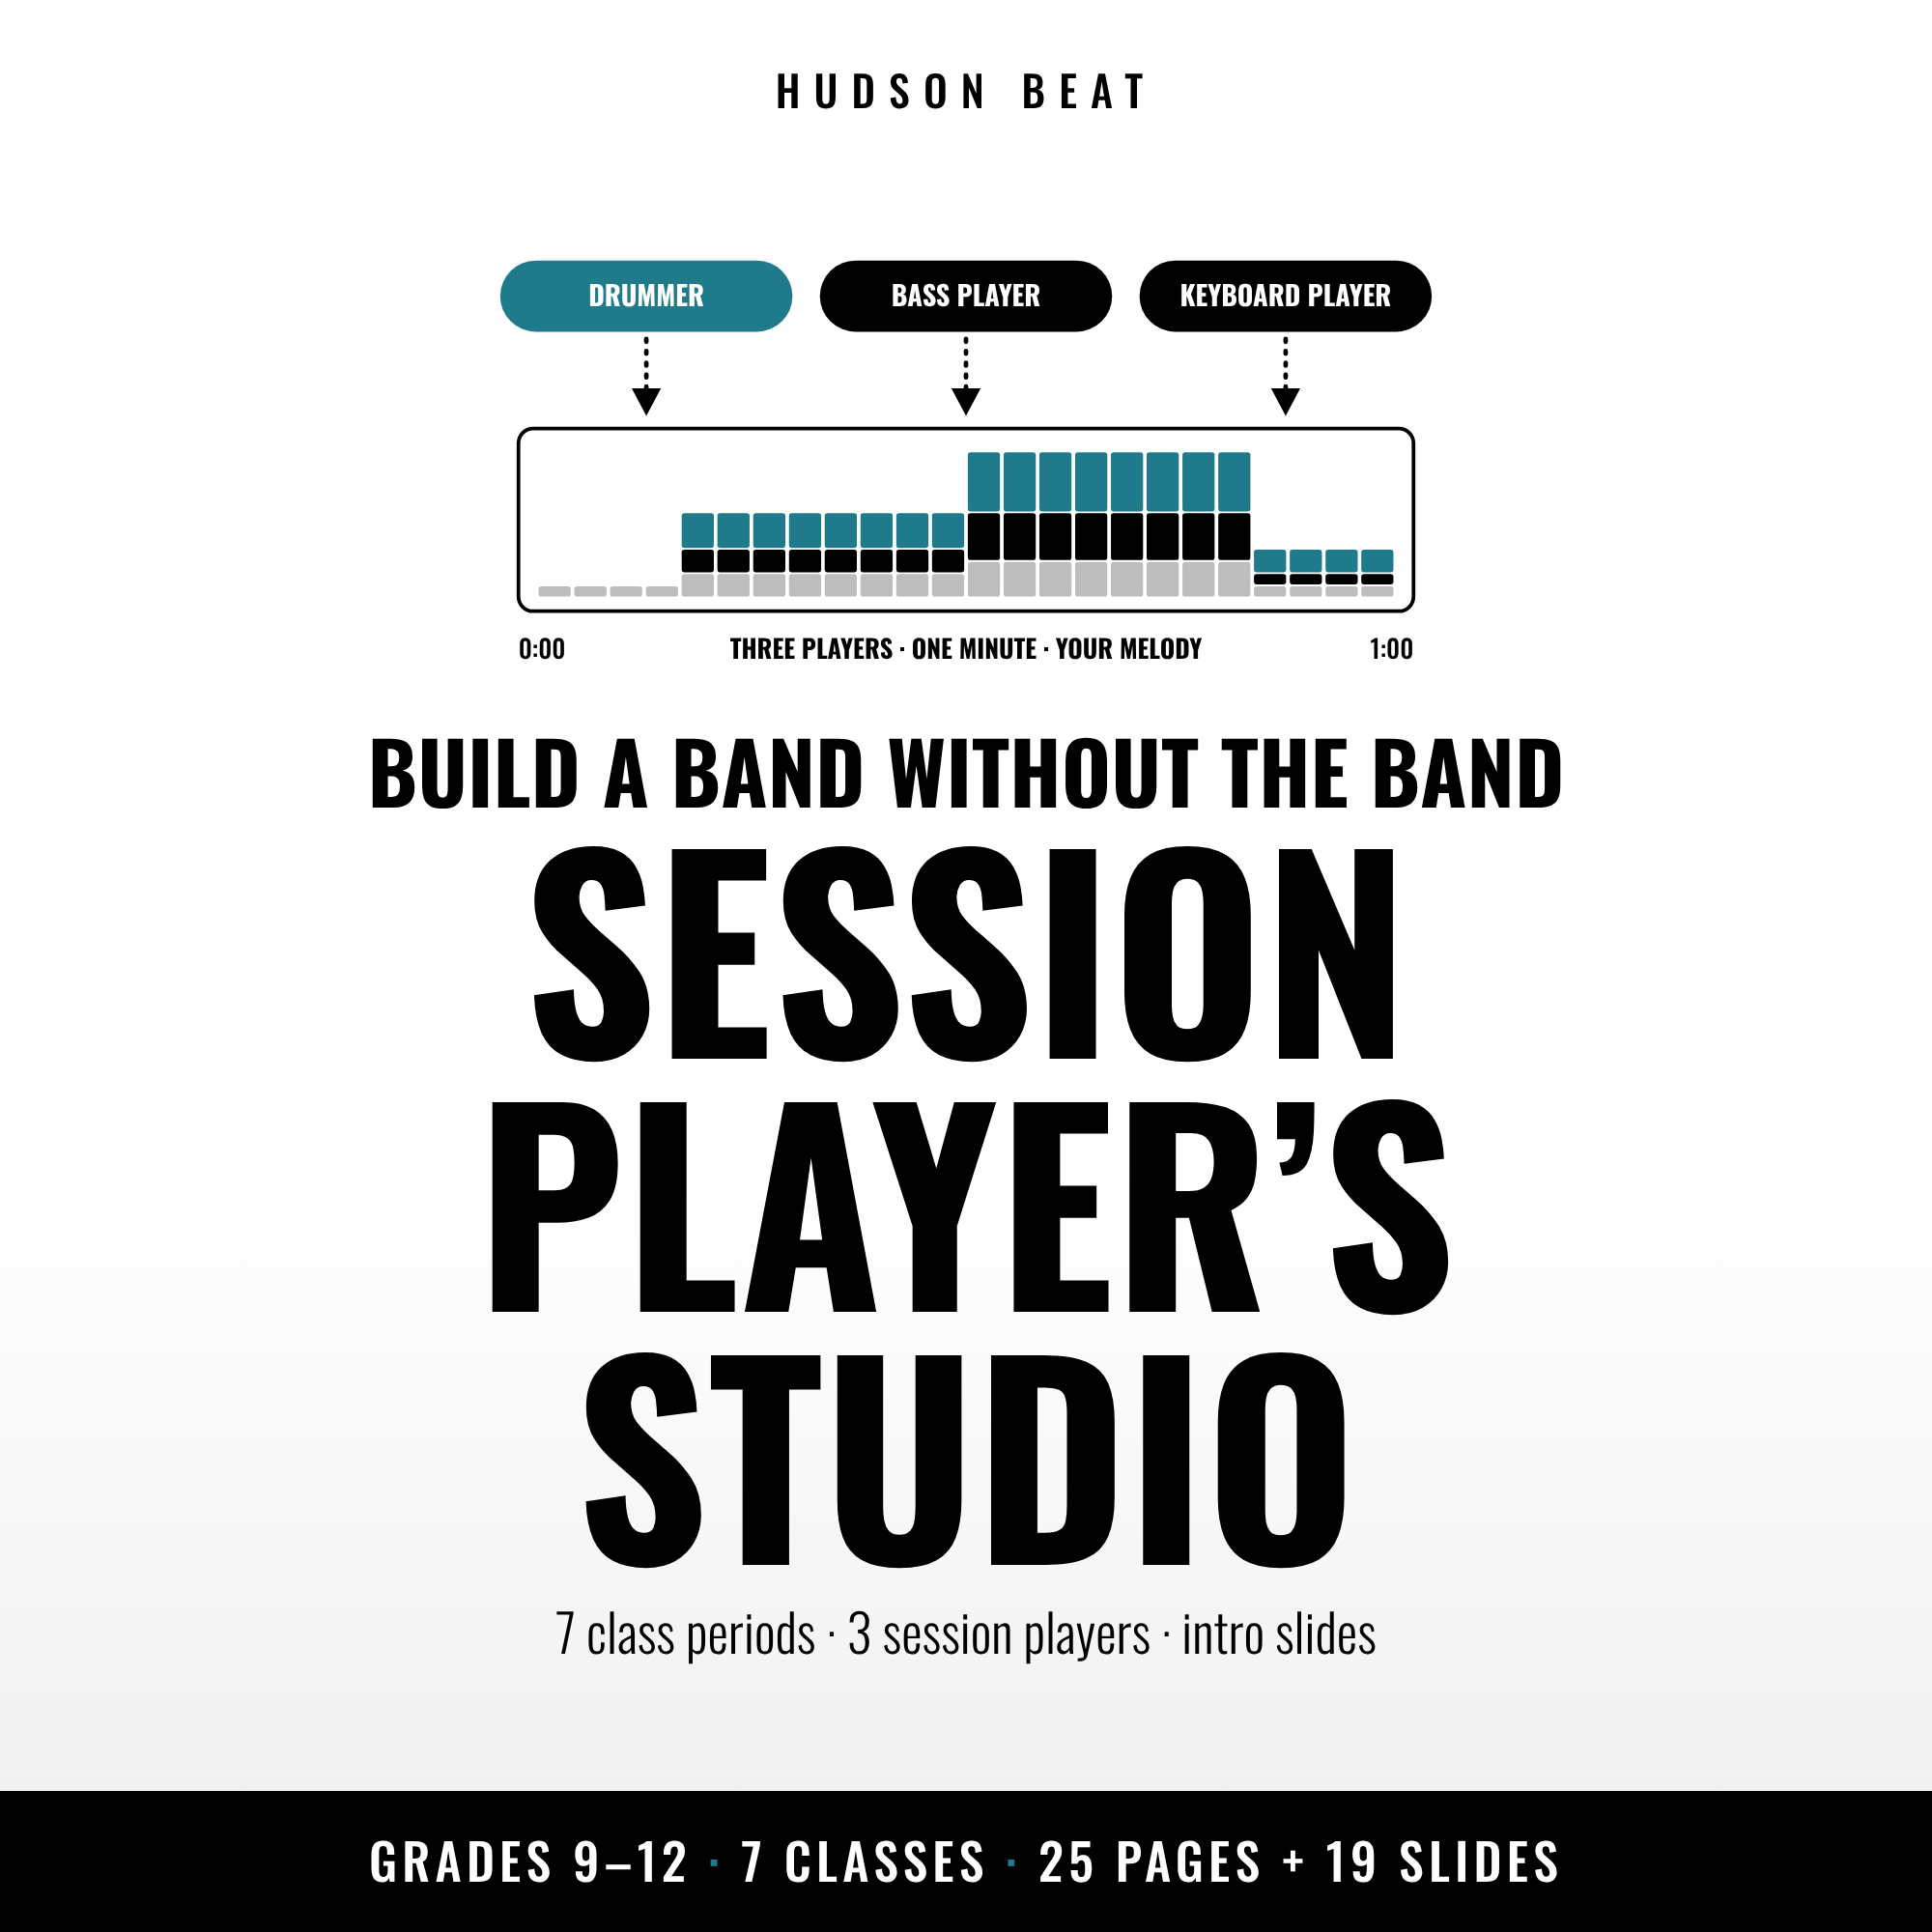 HUDSON BEAT
DRUMMER BASS PLAYER KEYBOARD PLAYER
0:00 THREE PLAYERS · ONE MINUTE · YOUR MELODY 1:00
BUILD A BAND WITHOUT THE BAND
SESSION
PLAYER’S
STUDIO
7 class periods · 3 session players · intro slides
GRADES 9–12 · 7 CLASSES · 25 PAGES + 19 SLIDES